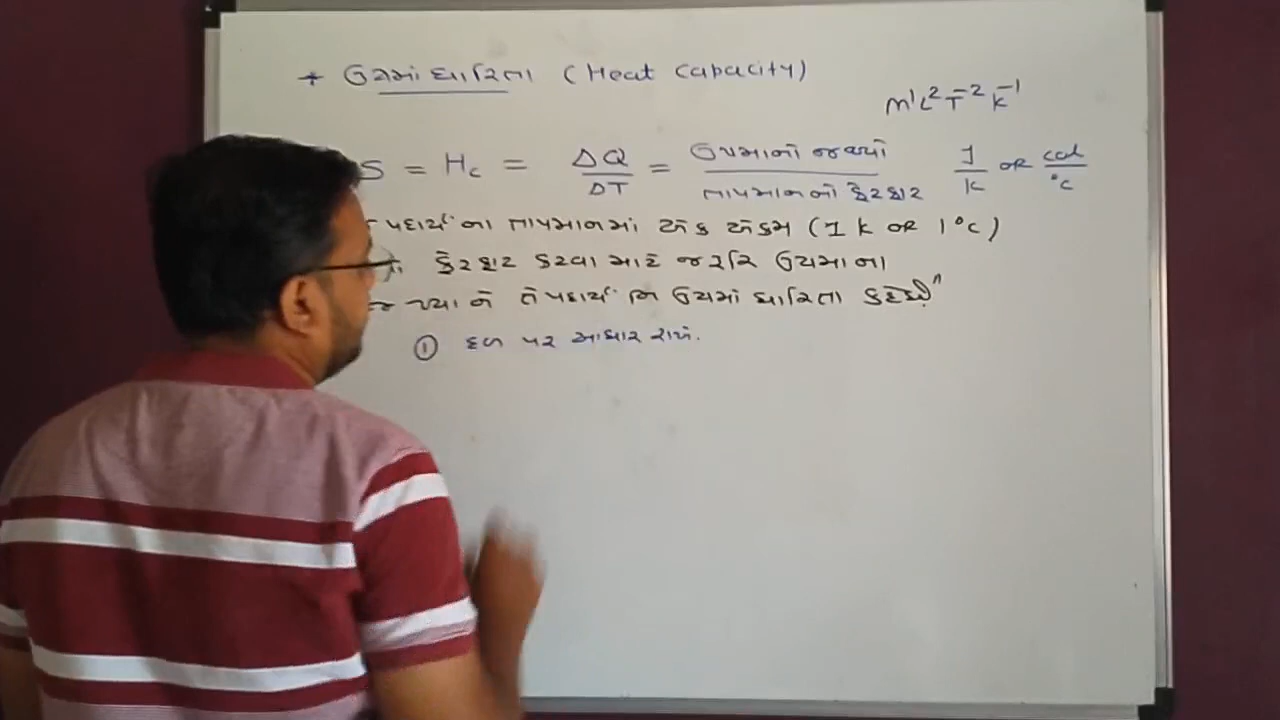 * ઉષ્માધારિતા (Heat Capacity)
M¹L²T⁻²K⁻¹
S = Hc = ΔQ/ΔT = ઉષ્માનો જથ્થો/તાપમાનનો ફેરફાર J/K OR cal/°C
પદાર્થના તાપમાનમાં એક એકમ (1 K OR 1°C)
ફેરફાર કરવા માટે જરૂરિ ઉષ્માના
જથ્થાને તે પદાર્થનિ ઉષ્માધારિતા કહેછે"
① દળ પર આધાર રાખે.